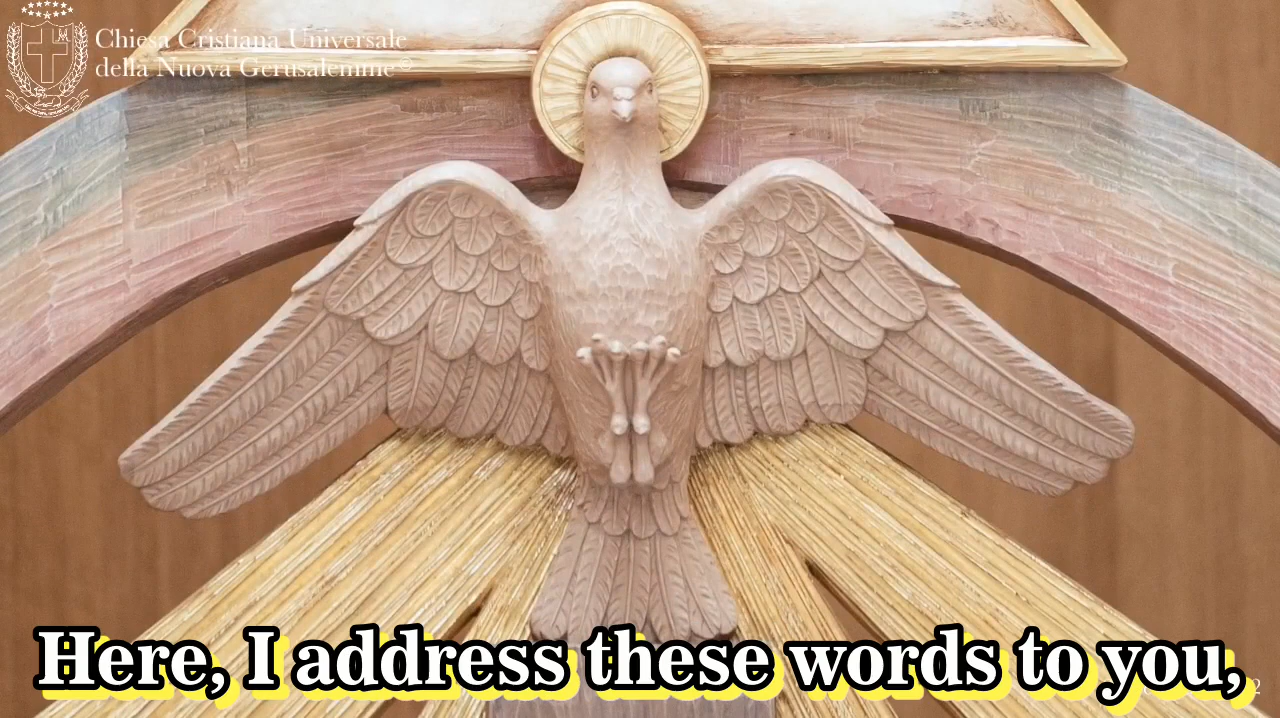 Chiesa Cristiana Universale
della Nuova Gerusalemme©
Here, I address these words to you,